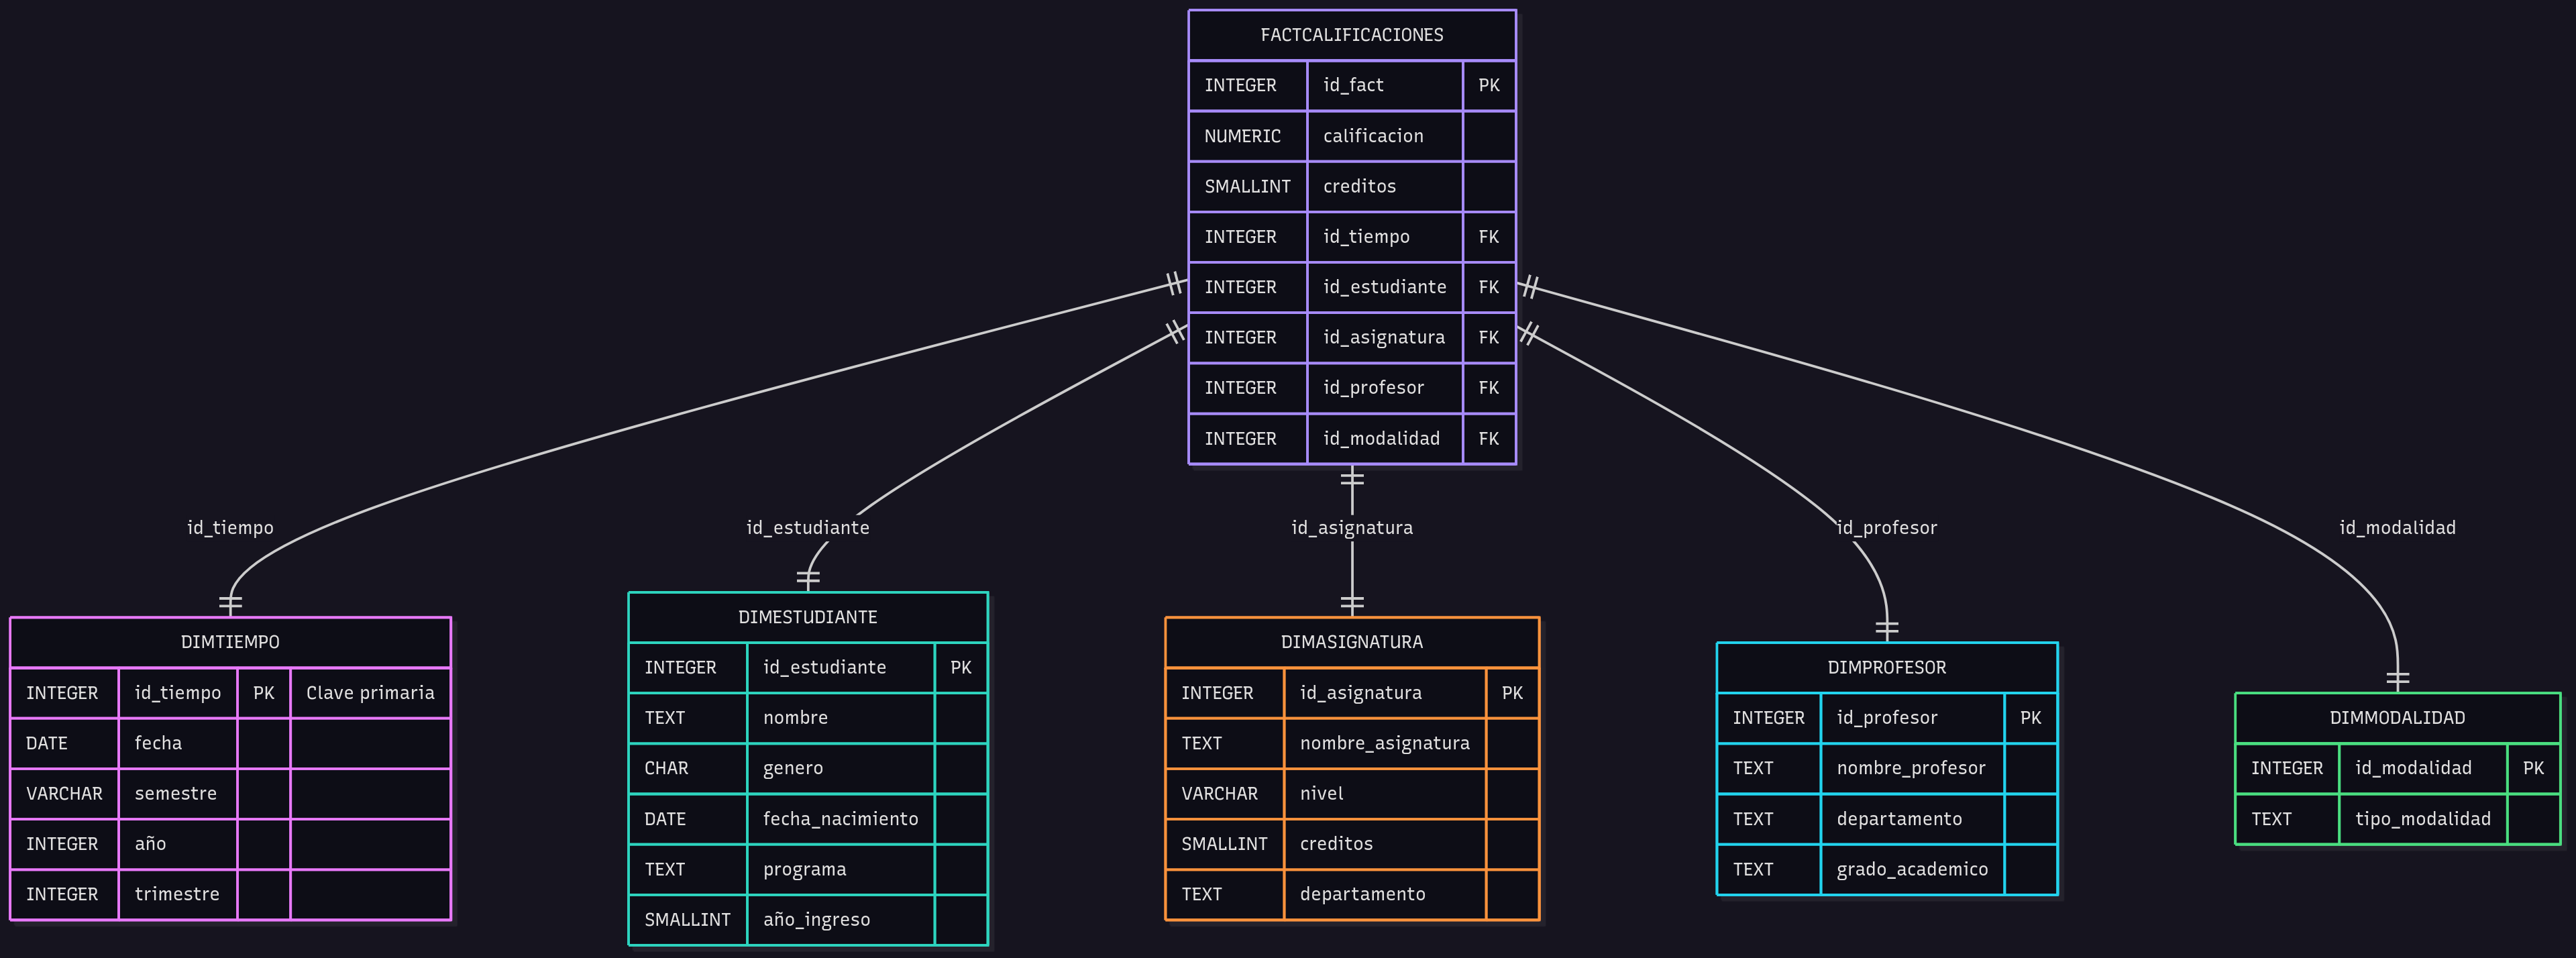 FACTCALIFICACIONES
INTEGER id_fact PK
NUMERIC calificacion
SMALLINT creditos
INTEGER id_tiempo FK
INTEGER id_estudiante FK
INTEGER id_asignatura FK
INTEGER id_profesor FK
INTEGER id_modalidad FK
id_tiempo
id_estudiante
id_asignatura
id_profesor
id_modalidad
DIMTIEMPO
INTEGER id_tiempo PK Clave primaria
DATE fecha
VARCHAR semestre
INTEGER año
INTEGER trimestre
DIMESTUDIANTE
INTEGER id_estudiante PK
TEXT nombre
CHAR genero
DATE fecha_nacimiento
TEXT programa
SMALLINT año_ingreso
DIMASIGNATURA
INTEGER id_asignatura PK
TEXT nombre_asignatura
VARCHAR nivel
SMALLINT creditos
TEXT departamento
DIMPROFESOR
INTEGER id_profesor PK
TEXT nombre_profesor
TEXT departamento
TEXT grado_academico
DIMMODALIDAD
INTEGER id_modalidad PK
TEXT tipo_modalidad